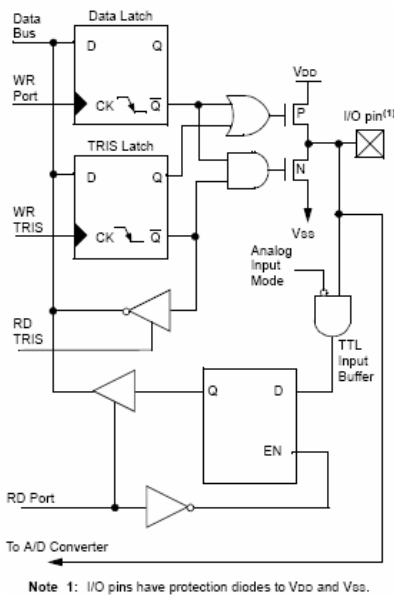 Data
Bus
Data Latch
D
Q
WR
Port
CK
Q
VDD
P
I/O pin(1)
TRIS Latch
D
Q
N
WR
TRIS
CK
Q
VSS
Analog
Input
Mode
RD
TRIS
TTL
Input
Buffer
Q
D
EN
RD Port
To A/D Converter
Note 1: I/O pins have protection diodes to VDD and VSS.